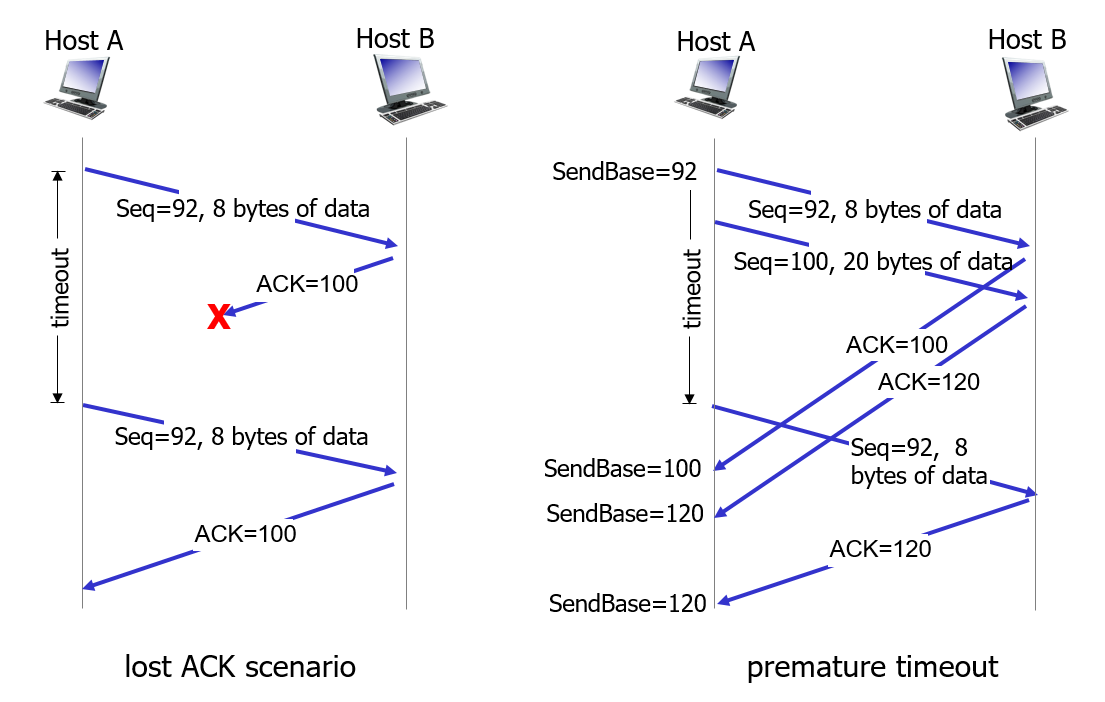 Host A
Host B
Seq=92, 8 bytes of data
ACK=100
X
timeout
Seq=92, 8 bytes of data
ACK=100
lost ACK scenario
Host A
Host B
SendBase=92
Seq=92, 8 bytes of data
Seq=100, 20 bytes of data
timeout
ACK=100
ACK=120
Seq=92, 8
bytes of data
SendBase=100
SendBase=120
ACK=120
SendBase=120
premature timeout